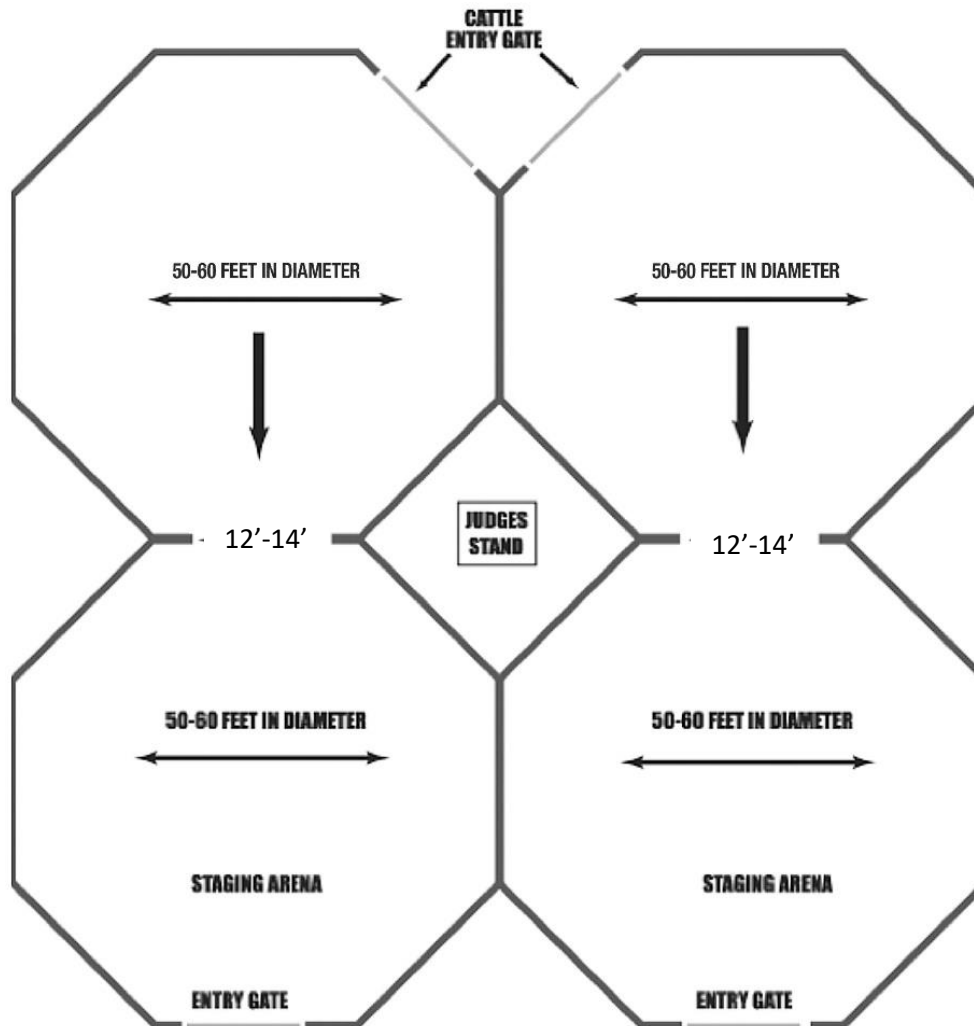 CATTLE
ENTRY GATE
50-60 FEET IN DIAMETER
50-60 FEET IN DIAMETER
JUDGES
STAND
12’-14’
12’-14’
50-60 FEET IN DIAMETER
50-60 FEET IN DIAMETER
STAGING ARENA
STAGING ARENA
ENTRY GATE
ENTRY GATE